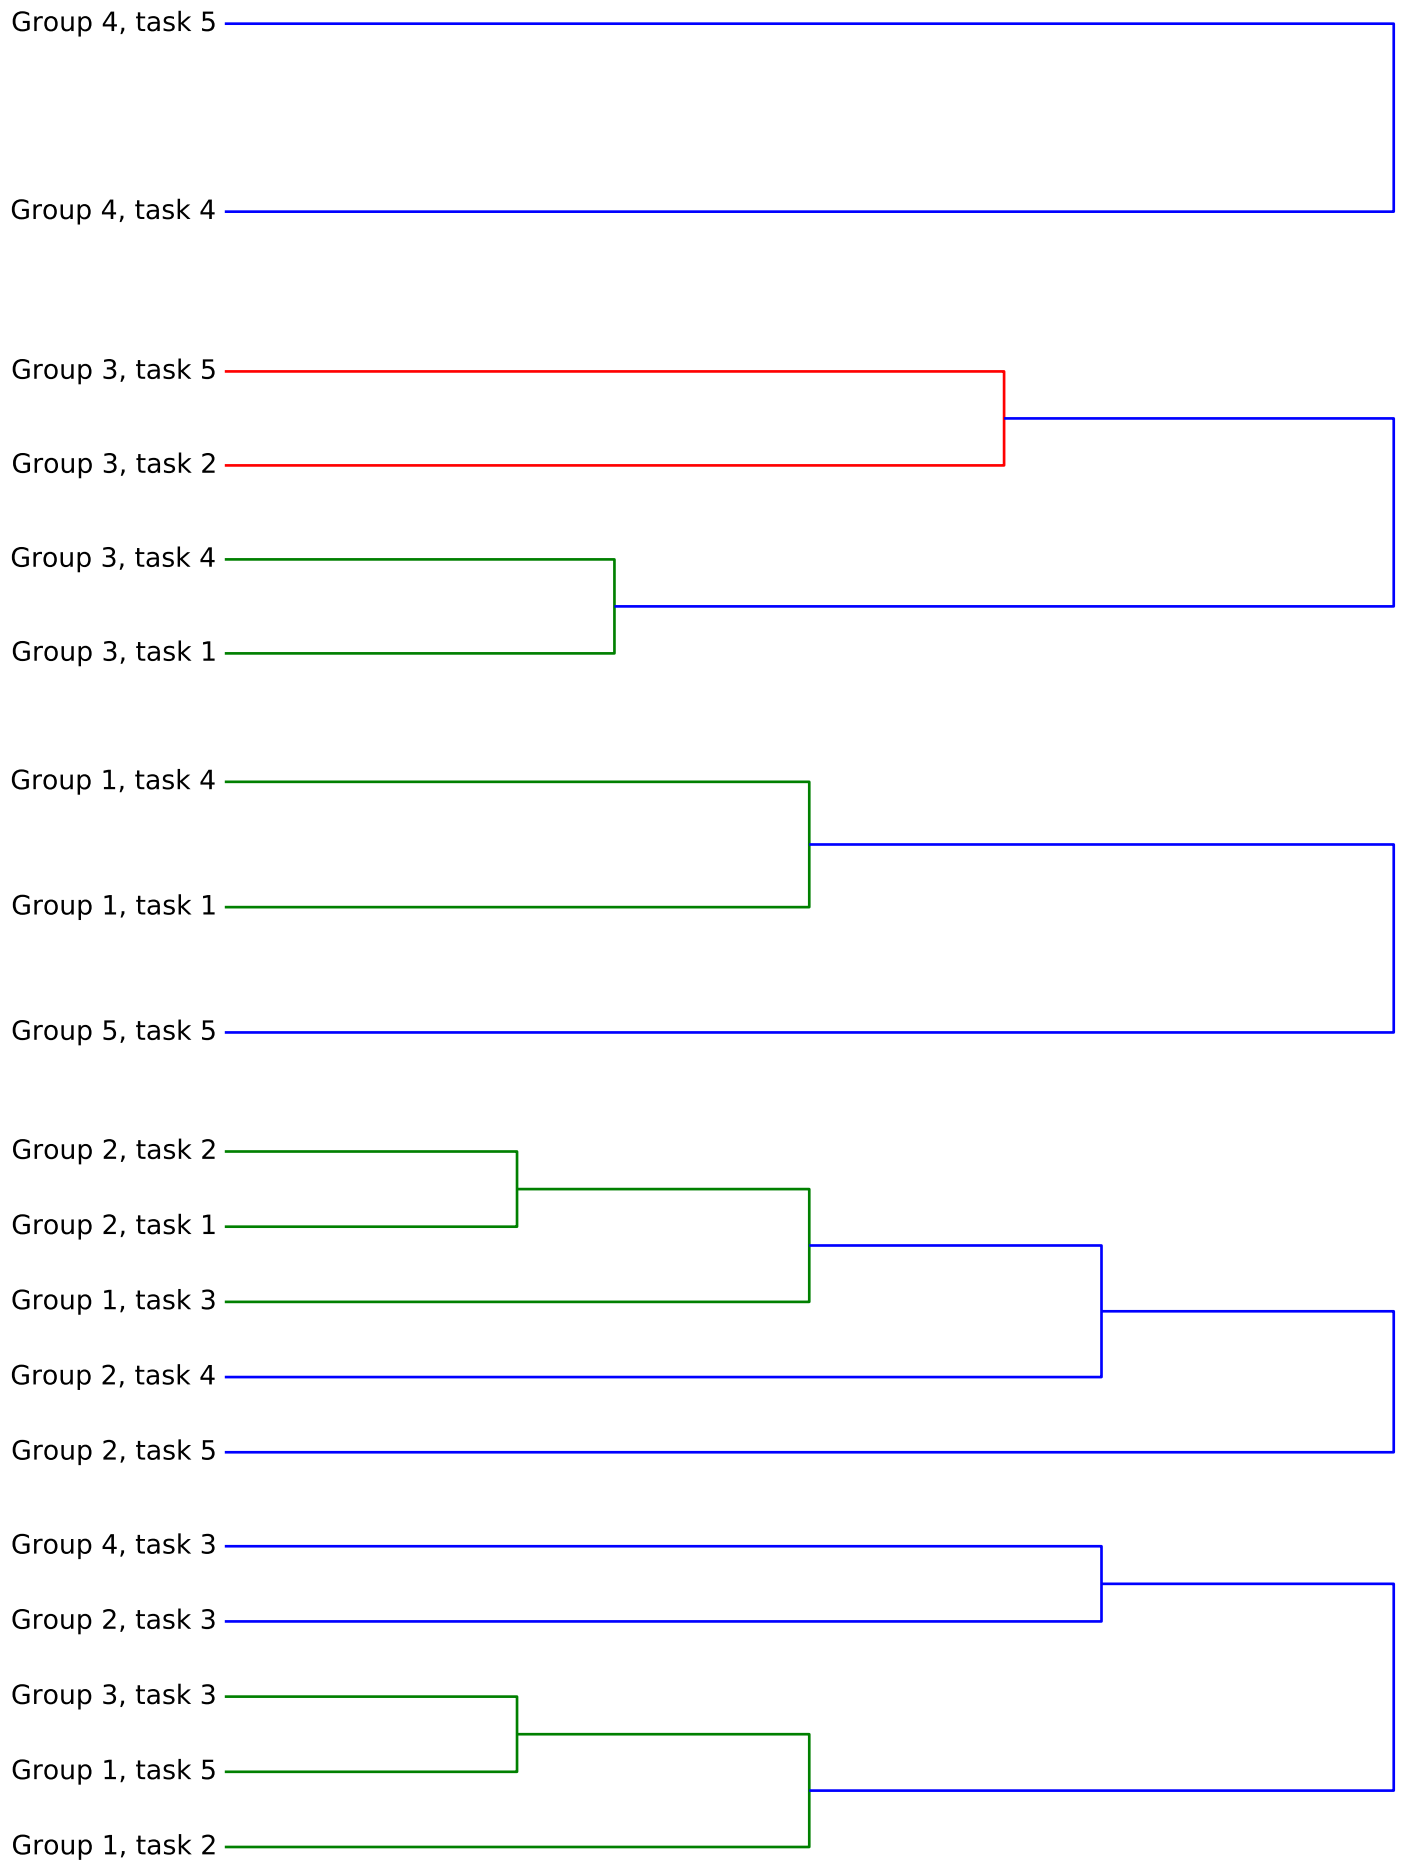 Group 4, task 5
Group 4, task 4
Group 3, task 5
Group 3, task 2
Group 3, task 4
Group 3, task 1
Group 1, task 4
Group 1, task 1
Group 5, task 5
Group 2, task 2
Group 2, task 1
Group 1, task 3
Group 2, task 4
Group 2, task 5
Group 4, task 3
Group 2, task 3
Group 3, task 3
Group 1, task 5
Group 1, task 2